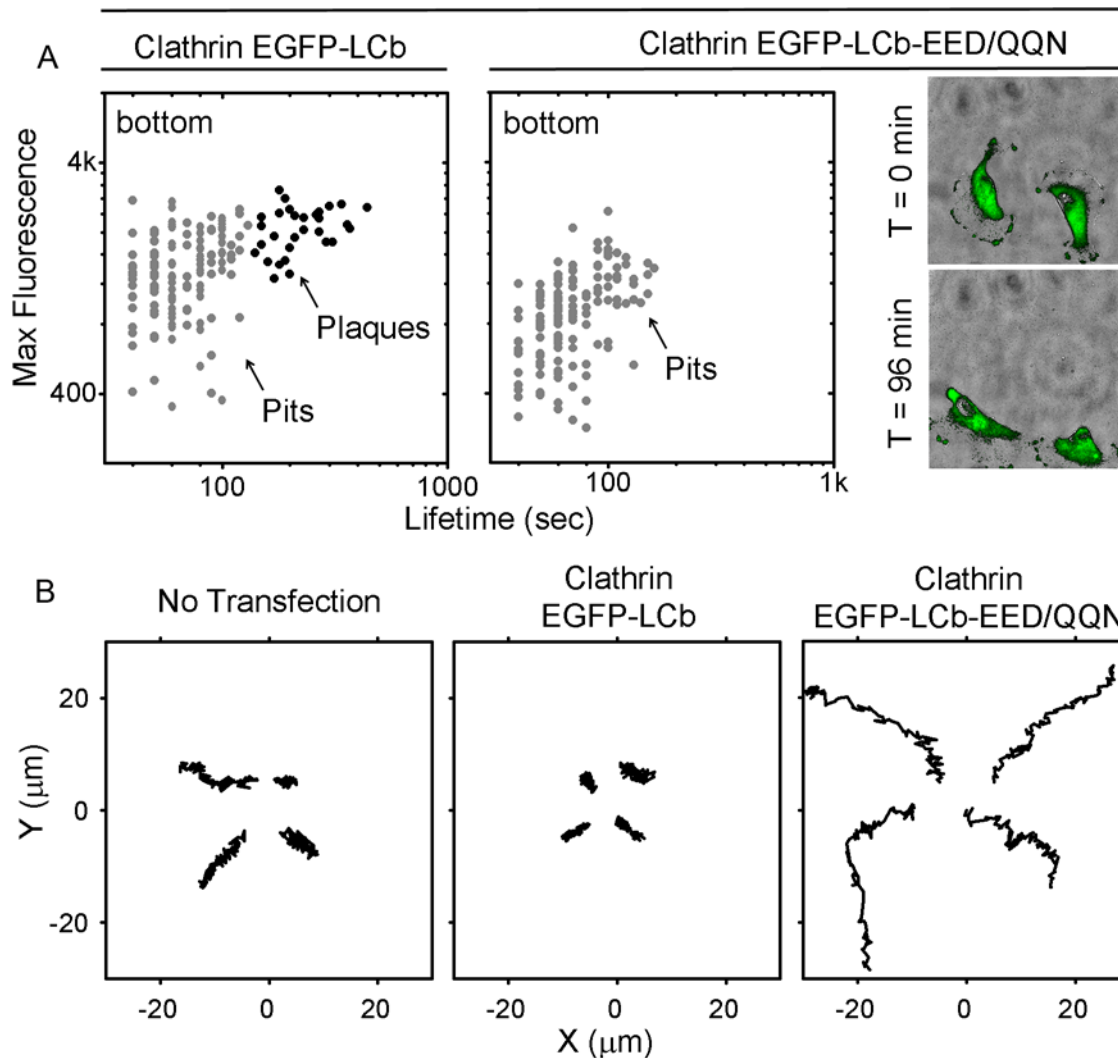 A
Clathrin EGFP-LCb
Clathrin EGFP-LCb-EED/QQN
bottom
bottom
Max Fluorescence
4k
400
Plaques
Pits
Pits
100
1000
100
1k
Lifetime (sec)
T = 0 min
T = 96 min
B
No Transfection
Clathrin
EGFP-LCb
Clathrin
EGFP-LCb-EED/QQN
Y (μm)
20
0
-20
-20 0 20
-20 0 20
-20 0 20
X (μm)